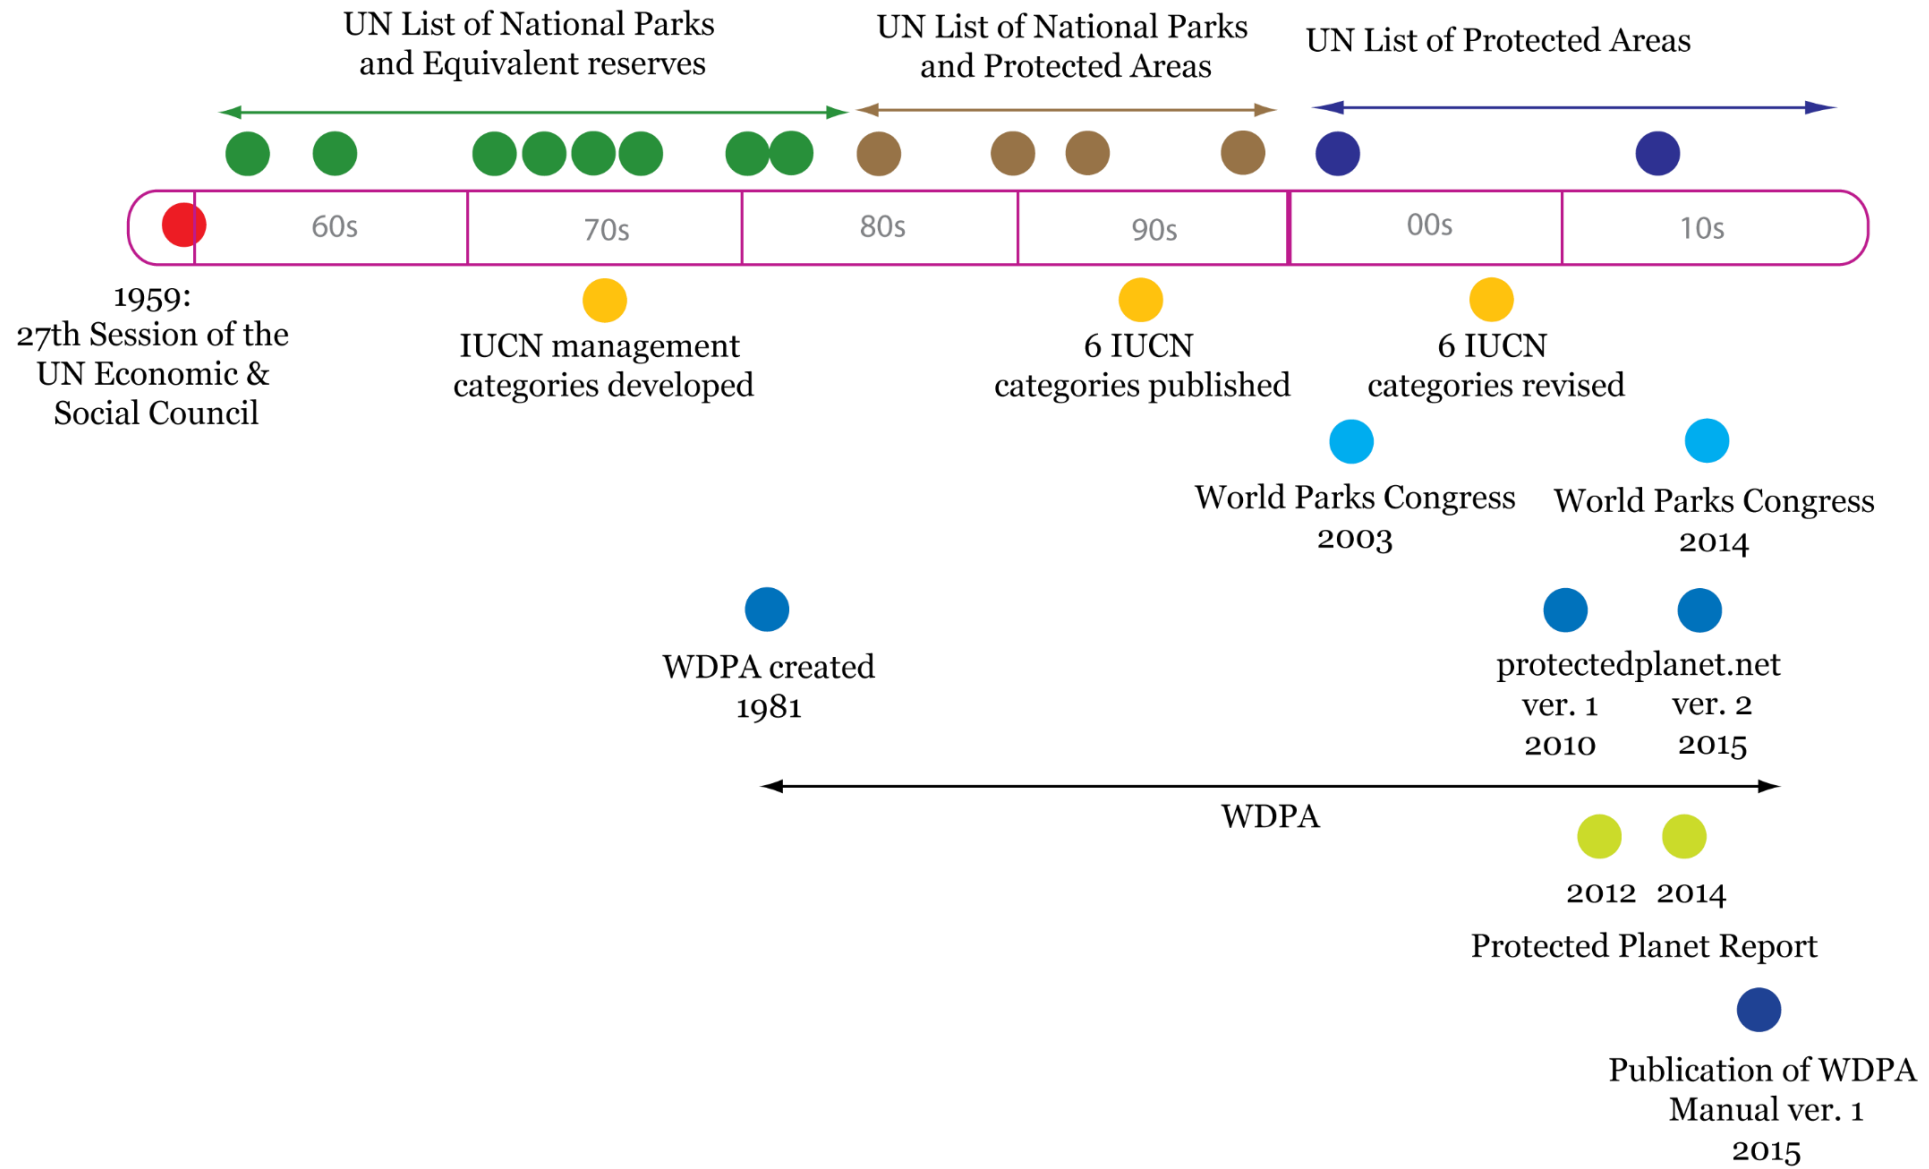 UN List of National Parks
and Equivalent reserves
UN List of National Parks
and Protected Areas
UN List of Protected Areas
60s
70s
80s
90s
00s
10s
1959:
27th Session of the
UN Economic &
Social Council
IUCN management
categories developed
6 IUCN
categories published
6 IUCN
categories revised
World Parks Congress
2003
World Parks Congress
2014
WDPA created
1981
protectedplanet.net
ver. 1
2010
ver. 2
2015
WDPA
2012
2014
Protected Planet Report
Publication of WDPA
Manual ver. 1
2015